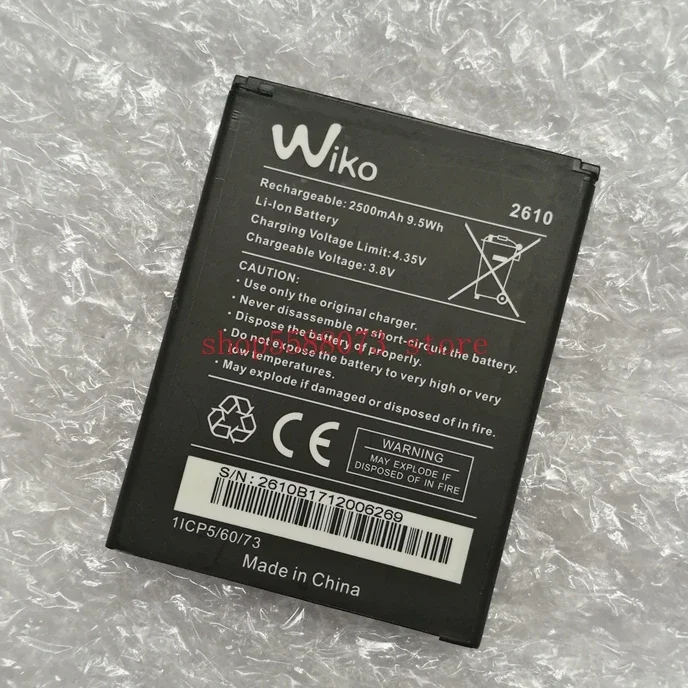 Wiko
Rechargeable: 2500mAh 9.5Wh
2610
Li-Ion Battery
Charging Voltage Limit: 4.35V
Chargeable Voltage: 3.8V
CAUTION:
• Use only the original charger.
• Never disassemble or short-circuit the battery.
• Dispose the battery properly.
• Do not expose the battery to very high or very
low temperatures.
• May explode if damaged or disposed of in fire.
shop5588073 store
CE
WARNING
MAY EXPLODE IF
DISPOSED OF IN FIRE
S/N: 2610B1712006269
1ICP5/60/73
Made in China